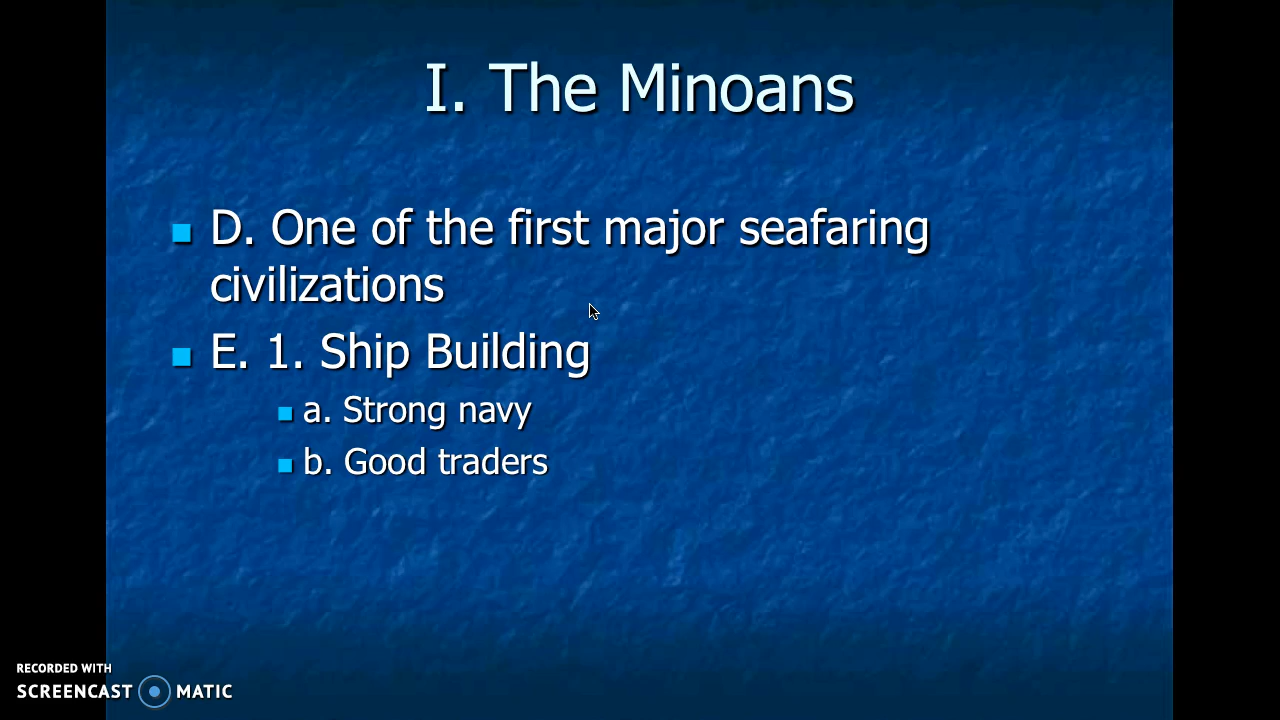 I. The Minoans
D. One of the first major seafaring
civilizations
E. 1. Ship Building
a. Strong navy
b. Good traders
RECORDED WITH
SCREENCAST MATIC